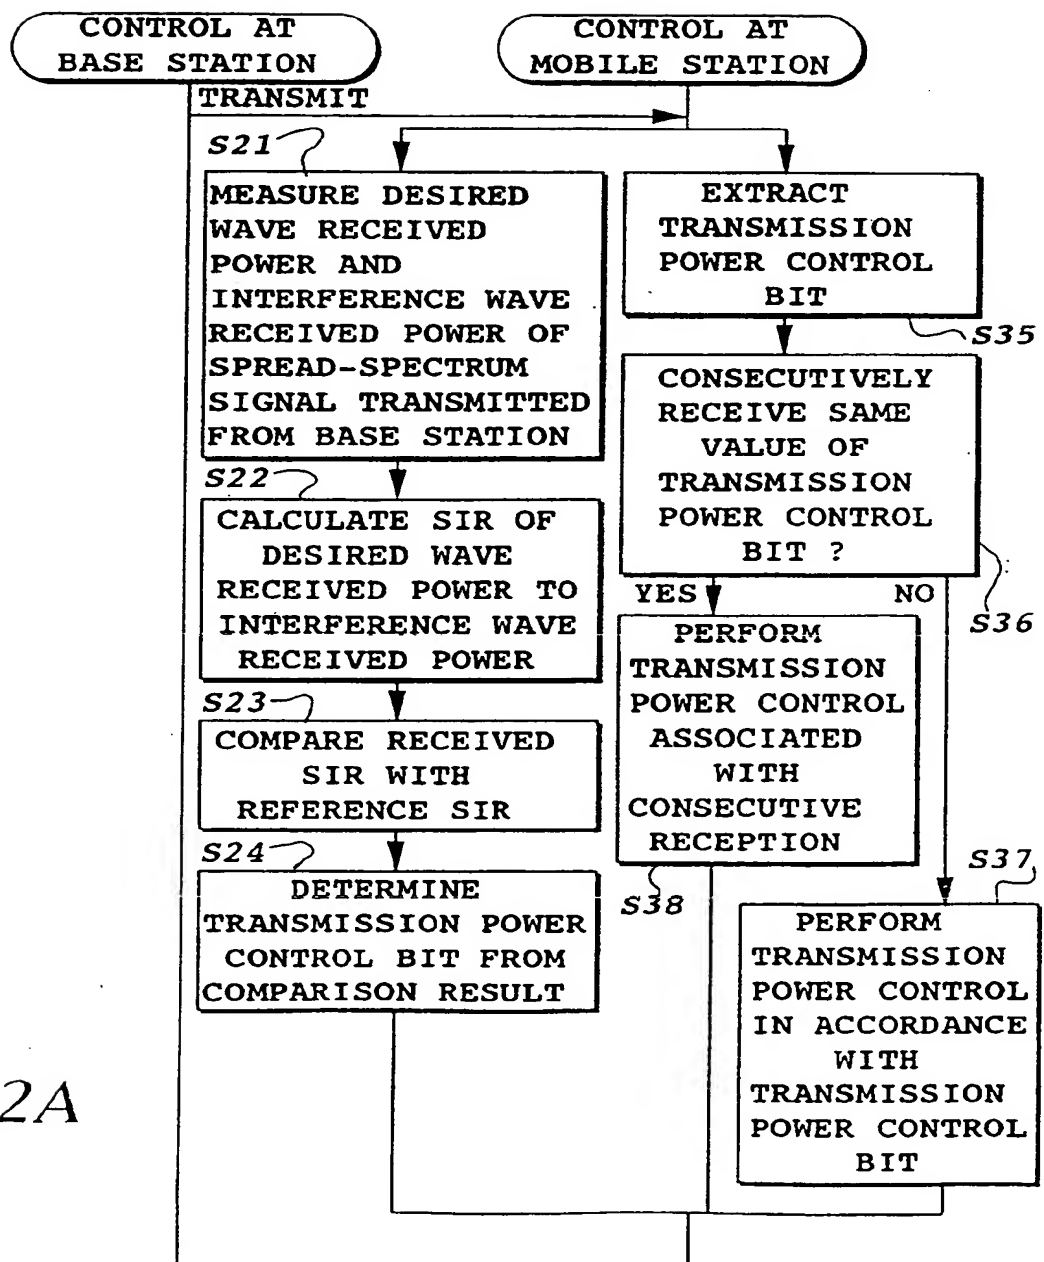 CONTROL AT
BASE STATION
CONTROL AT
MOBILE STATION
TRANSMIT
S21
MEASURE DESIRED
WAVE RECEIVED
POWER AND
INTERFERENCE WAVE
RECEIVED POWER OF
SPREAD-SPECTRUM
SIGNAL TRANSMITTED
FROM BASE STATION
S22
CALCULATE SIR OF
DESIRED WAVE
RECEIVED POWER TO
INTERFERENCE WAVE
RECEIVED POWER
S23
COMPARE RECEIVED
SIR WITH
REFERENCE SIR
S24
DETERMINE
TRANSMISSION POWER
CONTROL BIT FROM
COMPARISON RESULT
EXTRACT
TRANSMISSION
POWER CONTROL
BIT
S35
CONSECUTIVELY
RECEIVE SAME
VALUE OF
TRANSMISSION
POWER CONTROL
BIT ?
S36
YES
NO
PERFORM
TRANSMISSION
POWER CONTROL
ASSOCIATED
WITH
CONSECUTIVE
RECEPTION
S38
S37
PERFORM
TRANSMISSION
POWER CONTROL
IN ACCORDANCE
WITH
TRANSMISSION
POWER CONTROL
BIT
2A